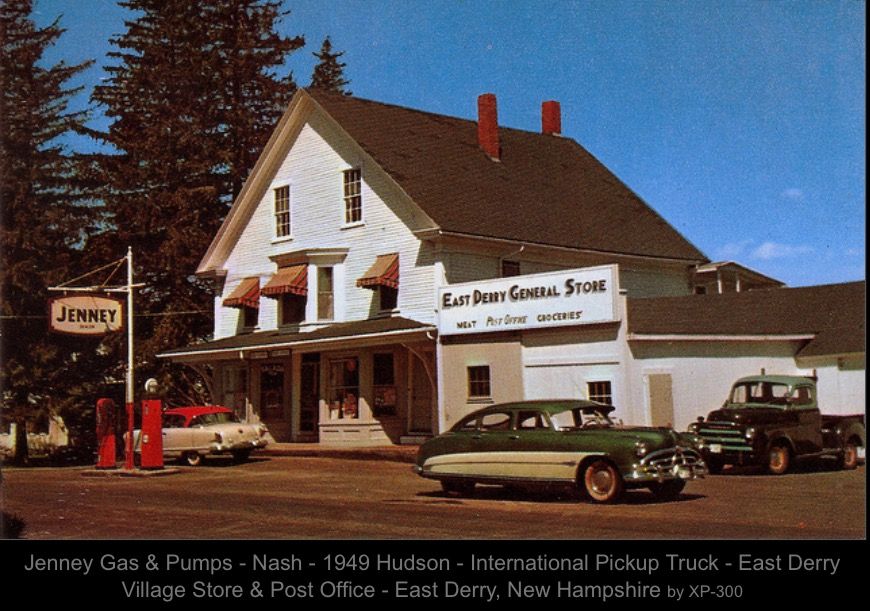 JENNEY
DEALER
EAST DERRY GENERAL STORE
MEAT POST OFFICE GROCERIES
Jenney Gas & Pumps - Nash - 1949 Hudson - International Pickup Truck - East Derry
Village Store & Post Office - East Derry, New Hampshire by XP-300